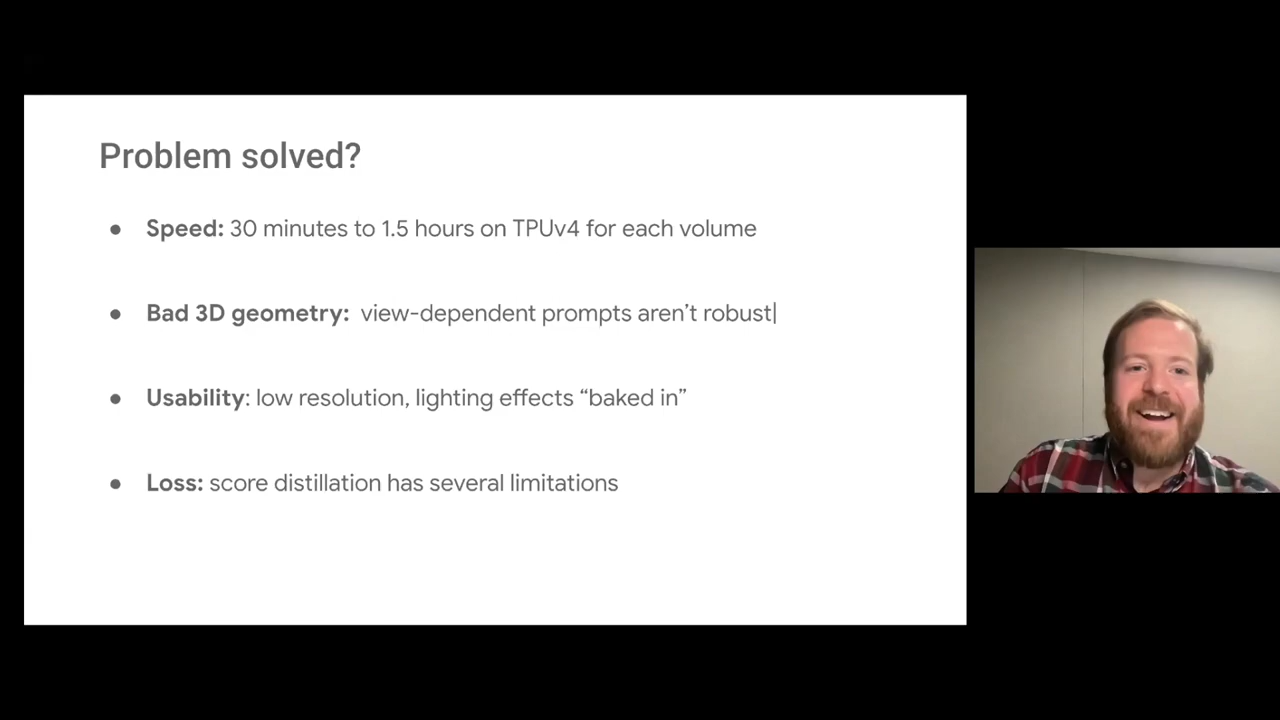 Problem solved?
● Speed: 30 minutes to 1.5 hours on TPUv4 for each volume
● Bad 3D geometry:  view-dependent prompts aren’t robust|
● Usability: low resolution, lighting effects “baked in”
● Loss: score distillation has several limitations